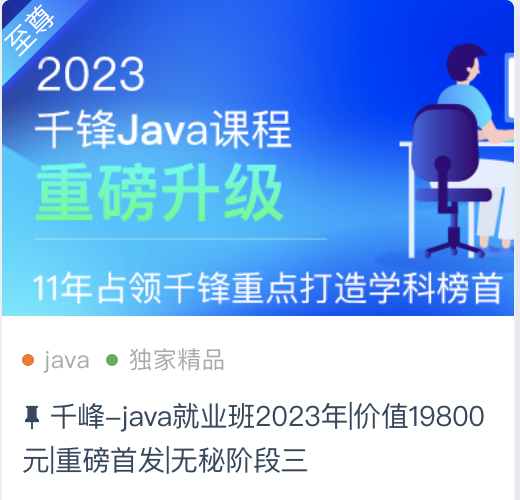 至尊
2023
千锋Java课程
重磅升级
11年占领千锋重点打造学科榜首
java 独家精品
千峰–java就业班2023年|价值19800
元|重磅首发|无秘阶段三